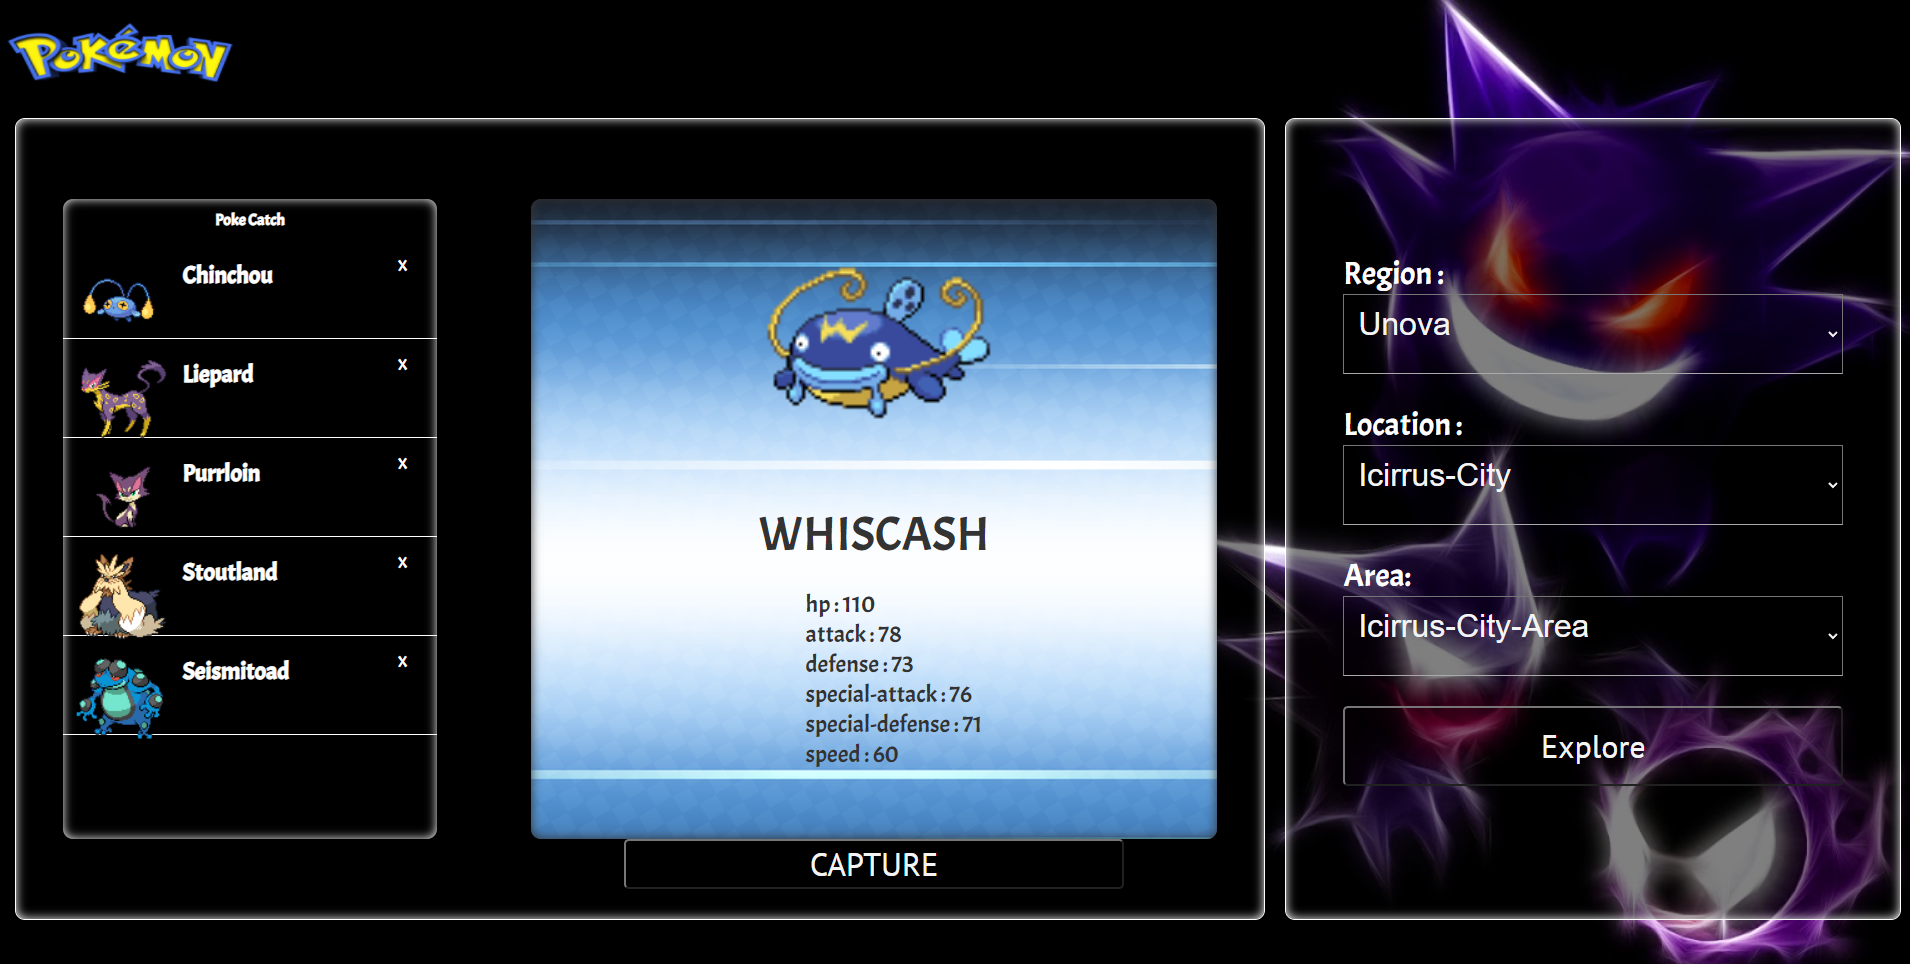 POKéMON
Poke Catch
Chinchou x
Liepard x
Purrloin x
Stoutland x
Seismitoad x
WHISCASH
hp : 110
attack : 78
defense : 73
special-attack : 76
special-defense : 71
speed : 60
CAPTURE
Region :
Unova
Location :
Icirrus-City
Area:
Icirrus-City-Area
Explore